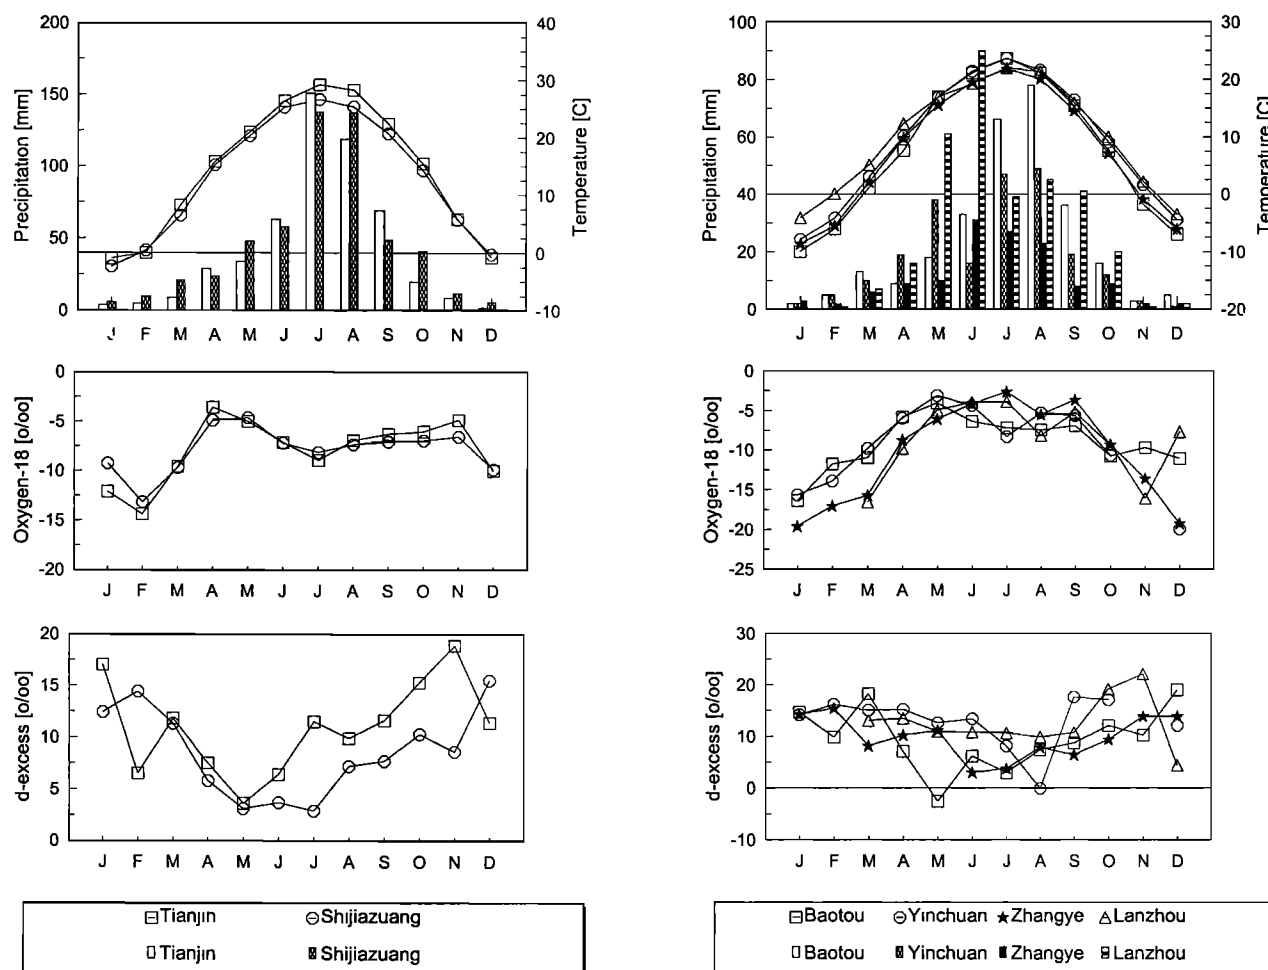 200
150
100
50
0
Precipitation [mm]
40
30
20
10
0
-10
Temperature [C]
J F M A M J J A S O N D
0
-5
-10
-15
-20
Oxygen-18 [o/oo]
J F M A M J J A S O N D
20
15
10
5
0
d-excess [o/oo]
J F M A M J J A S O N D
Tianjin Shijiazuang
Tianjin Shijiazuang
100
80
60
40
20
0
Precipitation [mm]
30
20
10
0
-10
-20
Temperature [C]
J F M A M J J A S O N D
0
-5
-10
-15
-20
-25
Oxygen-18 [o/oo]
J F M A M J J A S O N D
30
20
10
0
-10
d-excess [o/oo]
J F M A M J J A S O N D
Baotou Yinchuan Zhangye Lanzhou
Baotou Yinchuan Zhangye Lanzhou